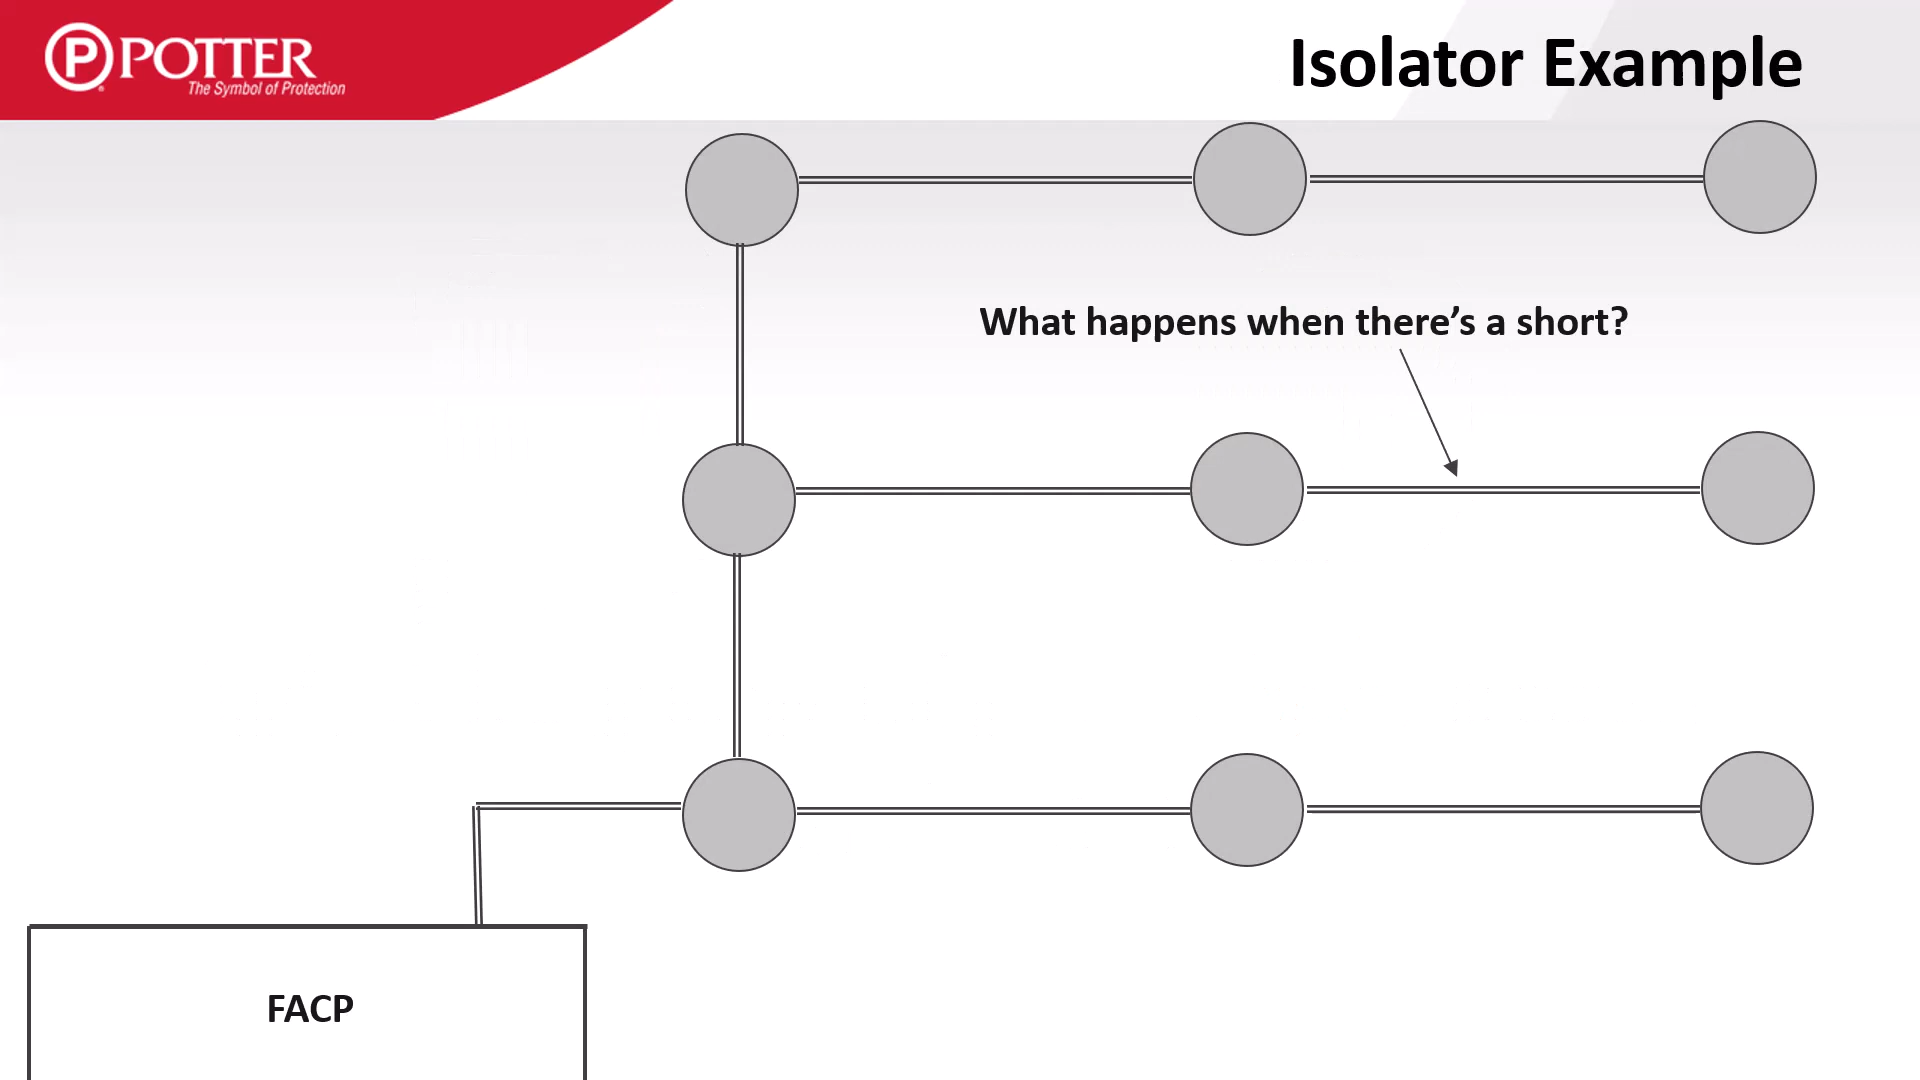 P POTTER
The Symbol of Protection
Isolator Example
What happens when there’s a short?
FACP